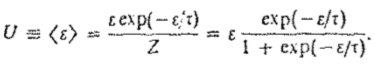 U ≡ ⟨ε⟩ = ε exp(−ε/τ) / Z = ε exp(−ε/τ) / 1 + exp(−ε/τ).